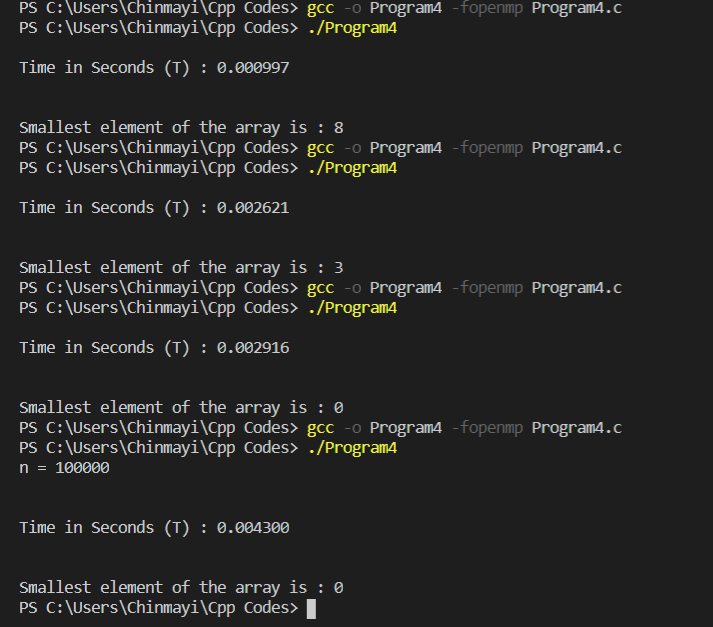 PS C:\Users\Chinmayi\Cpp Codes> gcc -o Program4 -fopenmp Program4.c
PS C:\Users\Chinmayi\Cpp Codes> ./Program4
Time in Seconds (T) : 0.000997
Smallest element of the array is : 8
PS C:\Users\Chinmayi\Cpp Codes> gcc -o Program4 -fopenmp Program4.c
PS C:\Users\Chinmayi\Cpp Codes> ./Program4
Time in Seconds (T) : 0.002621
Smallest element of the array is : 3
PS C:\Users\Chinmayi\Cpp Codes> gcc -o Program4 -fopenmp Program4.c
PS C:\Users\Chinmayi\Cpp Codes> ./Program4
Time in Seconds (T) : 0.002916
Smallest element of the array is : 0
PS C:\Users\Chinmayi\Cpp Codes> gcc -o Program4 -fopenmp Program4.c
PS C:\Users\Chinmayi\Cpp Codes> ./Program4
n = 100000
Time in Seconds (T) : 0.004300
Smallest element of the array is : 0
PS C:\Users\Chinmayi\Cpp Codes>